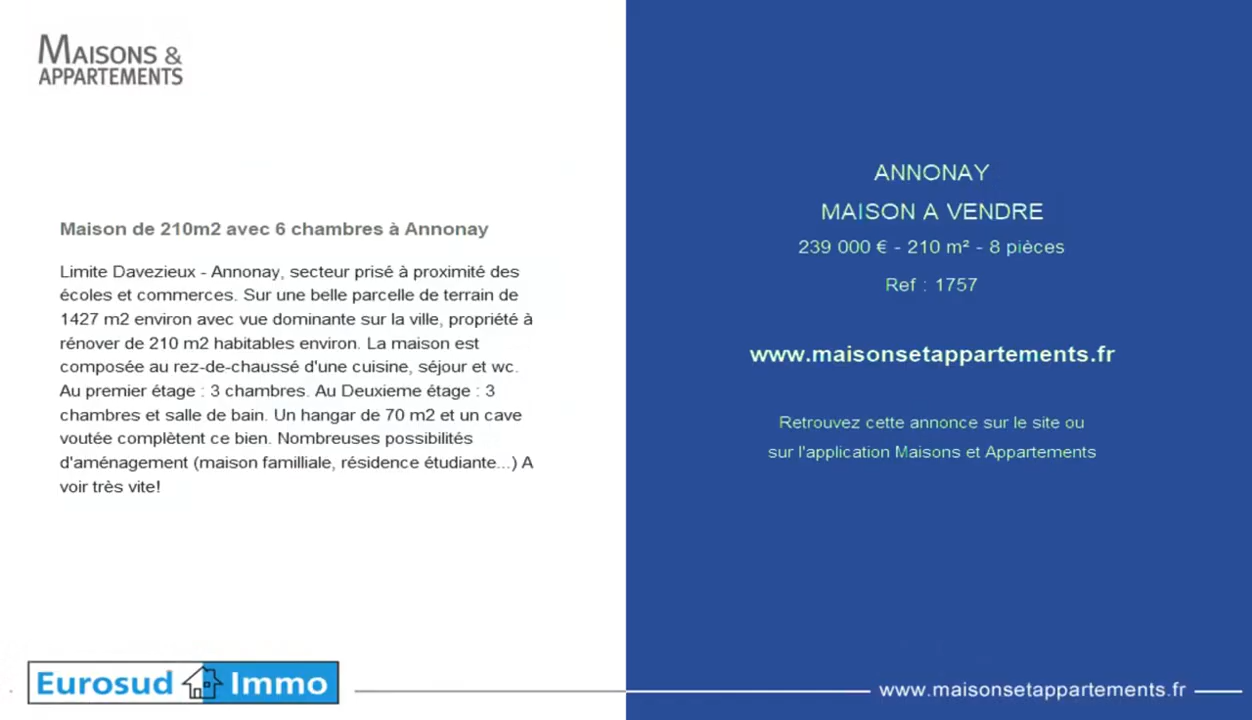 MAISONS &
APPARTEMENTS
Maison de 210m2 avec 6 chambres à Annonay
Limite Davezieux - Annonay, secteur prisé à proximité des
écoles et commerces. Sur une belle parcelle de terrain de
1427 m2 environ avec vue dominante sur la ville, propriété à
rénover de 210 m2 habitables environ. La maison est
composée au rez-de-chaussé d'une cuisine, séjour et wc.
Au premier étage : 3 chambres. Au Deuxieme étage : 3
chambres et salle de bain. Un hangar de 70 m2 et un cave
voutée complètent ce bien. Nombreuses possibilités
d'aménagement (maison familliale, résidence étudiante...) A
voir très vite!
Eurosud Immo
ANNONAY
MAISON A VENDRE
239 000 € - 210 m² - 8 pièces
Ref : 1757
www.maisonsetappartements.fr
Retrouvez cette annonce sur le site ou
sur l'application Maisons et Appartements
www.maisonsetappartements.fr